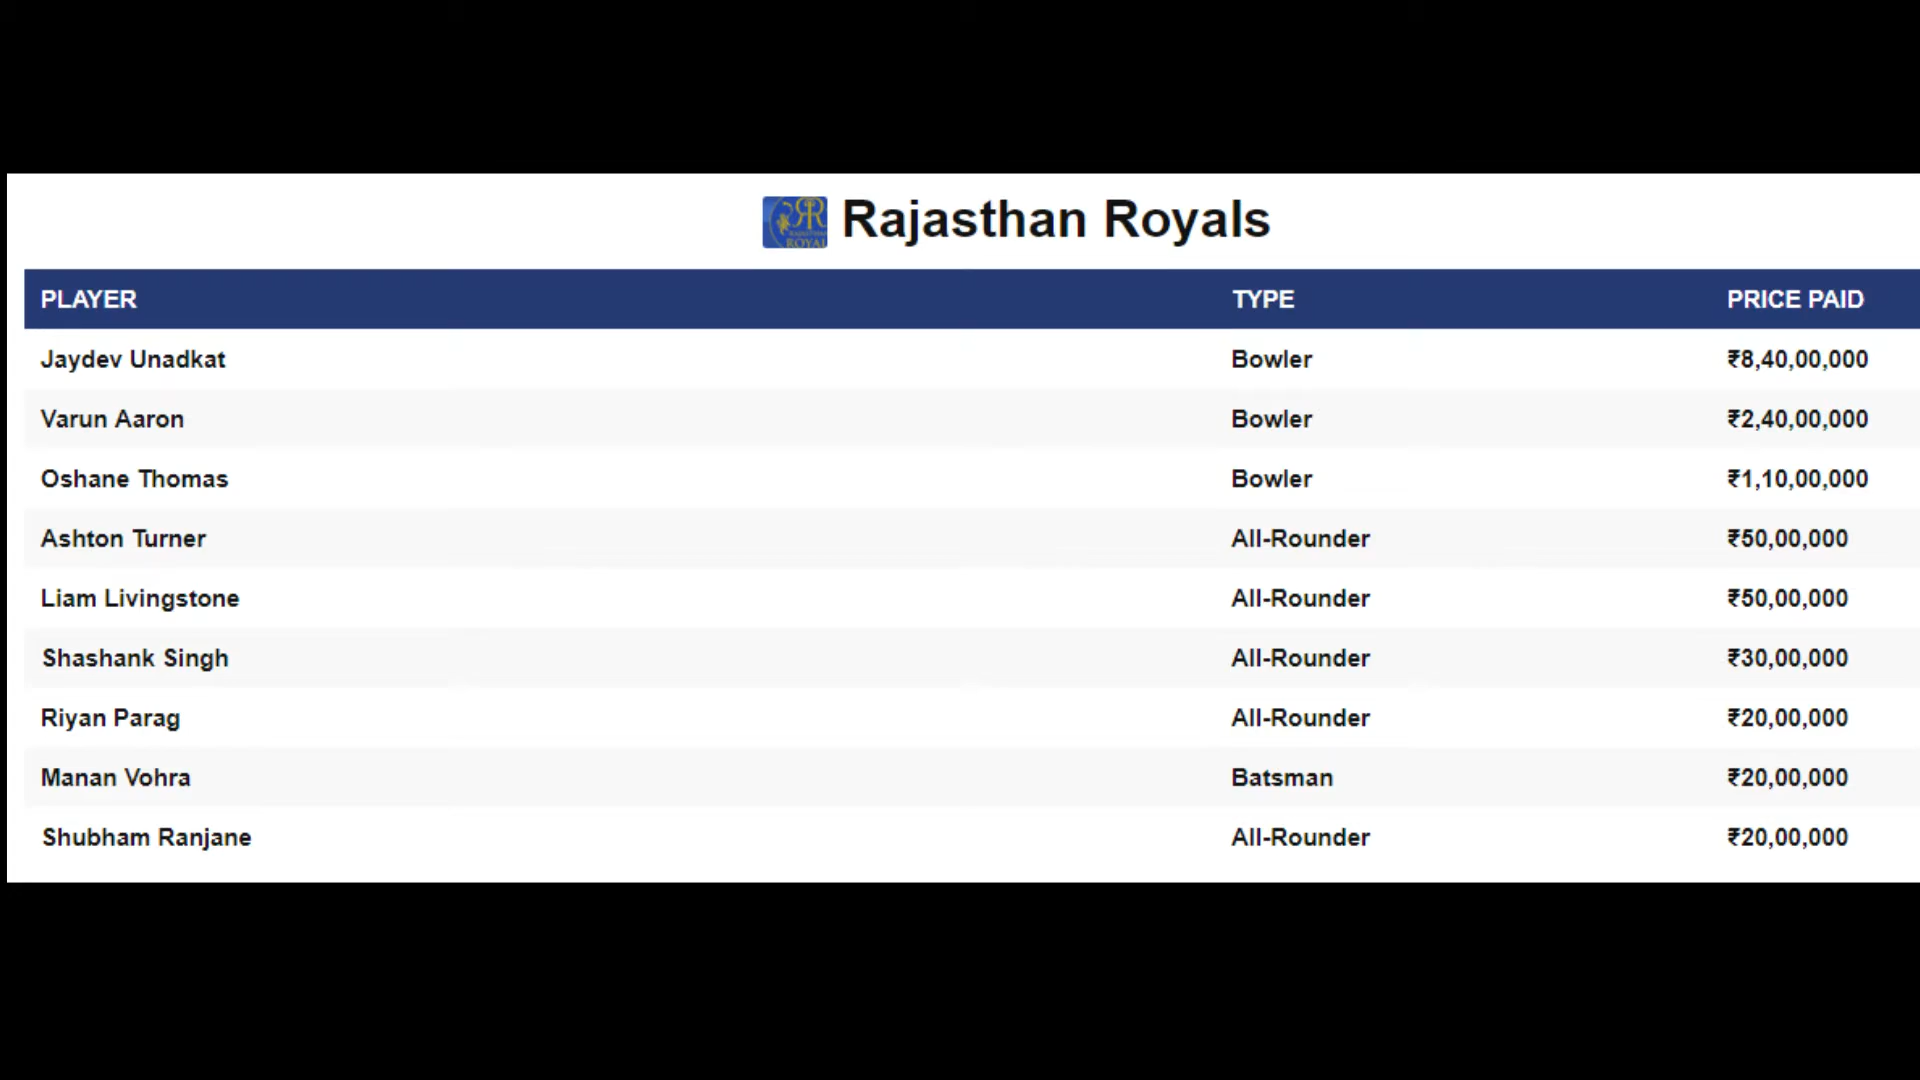 RR
RAJASTHAN
ROYAL
Rajasthan Royals
PLAYER TYPE PRICE PAID
Jaydev Unadkat Bowler ₹8,40,00,000
Varun Aaron Bowler ₹2,40,00,000
Oshane Thomas Bowler ₹1,10,00,000
Ashton Turner All-Rounder ₹50,00,000
Liam Livingstone All-Rounder ₹50,00,000
Shashank Singh All-Rounder ₹30,00,000
Riyan Parag All-Rounder ₹20,00,000
Manan Vohra Batsman ₹20,00,000
Shubham Ranjane All-Rounder ₹20,00,000